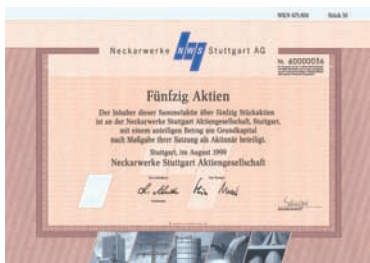 WKN 675 800 Stück 50
Neckarwerke NWS Stuttgart AG
Nr. 60000036
Fünfzig Aktien
Der Inhaber dieser Sammelaktie über fünfzig Stückaktien
ist an der Neckarwerke Stuttgart Aktiengesellschaft, Stuttgart,
mit einem anteiligen Betrag am Grundkapital
nach Maßgabe ihrer Satzung als Aktionär beteiligt.
Stuttgart, im August 1999
Neckarwerke Stuttgart Aktiengesellschaft